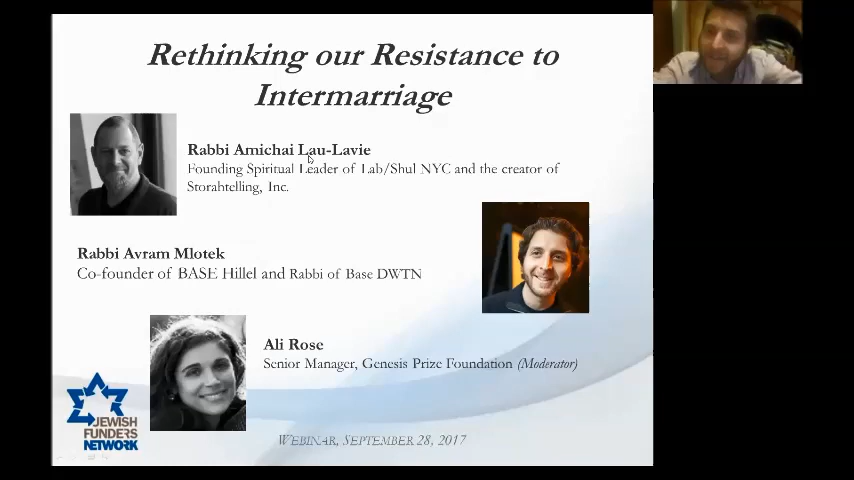 Rethinking our Resistance to
Intermarriage
Rabbi Amichai Lau-Lavie
Founding Spiritual Leader of Lab/Shul NYC and the creator of
Storahtelling, Inc.
Rabbi Avram Mlotek
Co-founder of BASE Hillel and Rabbi of Base DWTN
Ali Rose
Senior Manager, Genesis Prize Foundation (Moderator)
JEWISH
FUNDERS
NETWORK
WEBINAR, SEPTEMBER 28, 2017